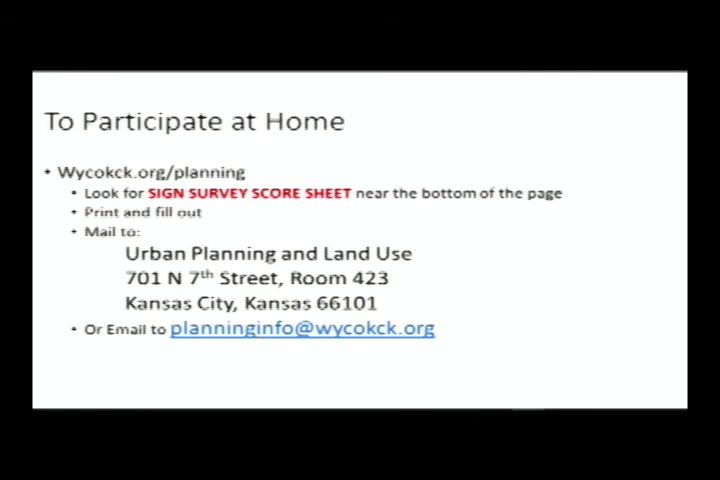 To Participate at Home
• Wycokck.org/planning
• Look for SIGN SURVEY SCORE SHEET near the bottom of the page
• Print and fill out
• Mail to:
Urban Planning and Land Use
701 N 7th Street, Room 423
Kansas City, Kansas 66101
• Or Email to planninginfo@wycokck.org